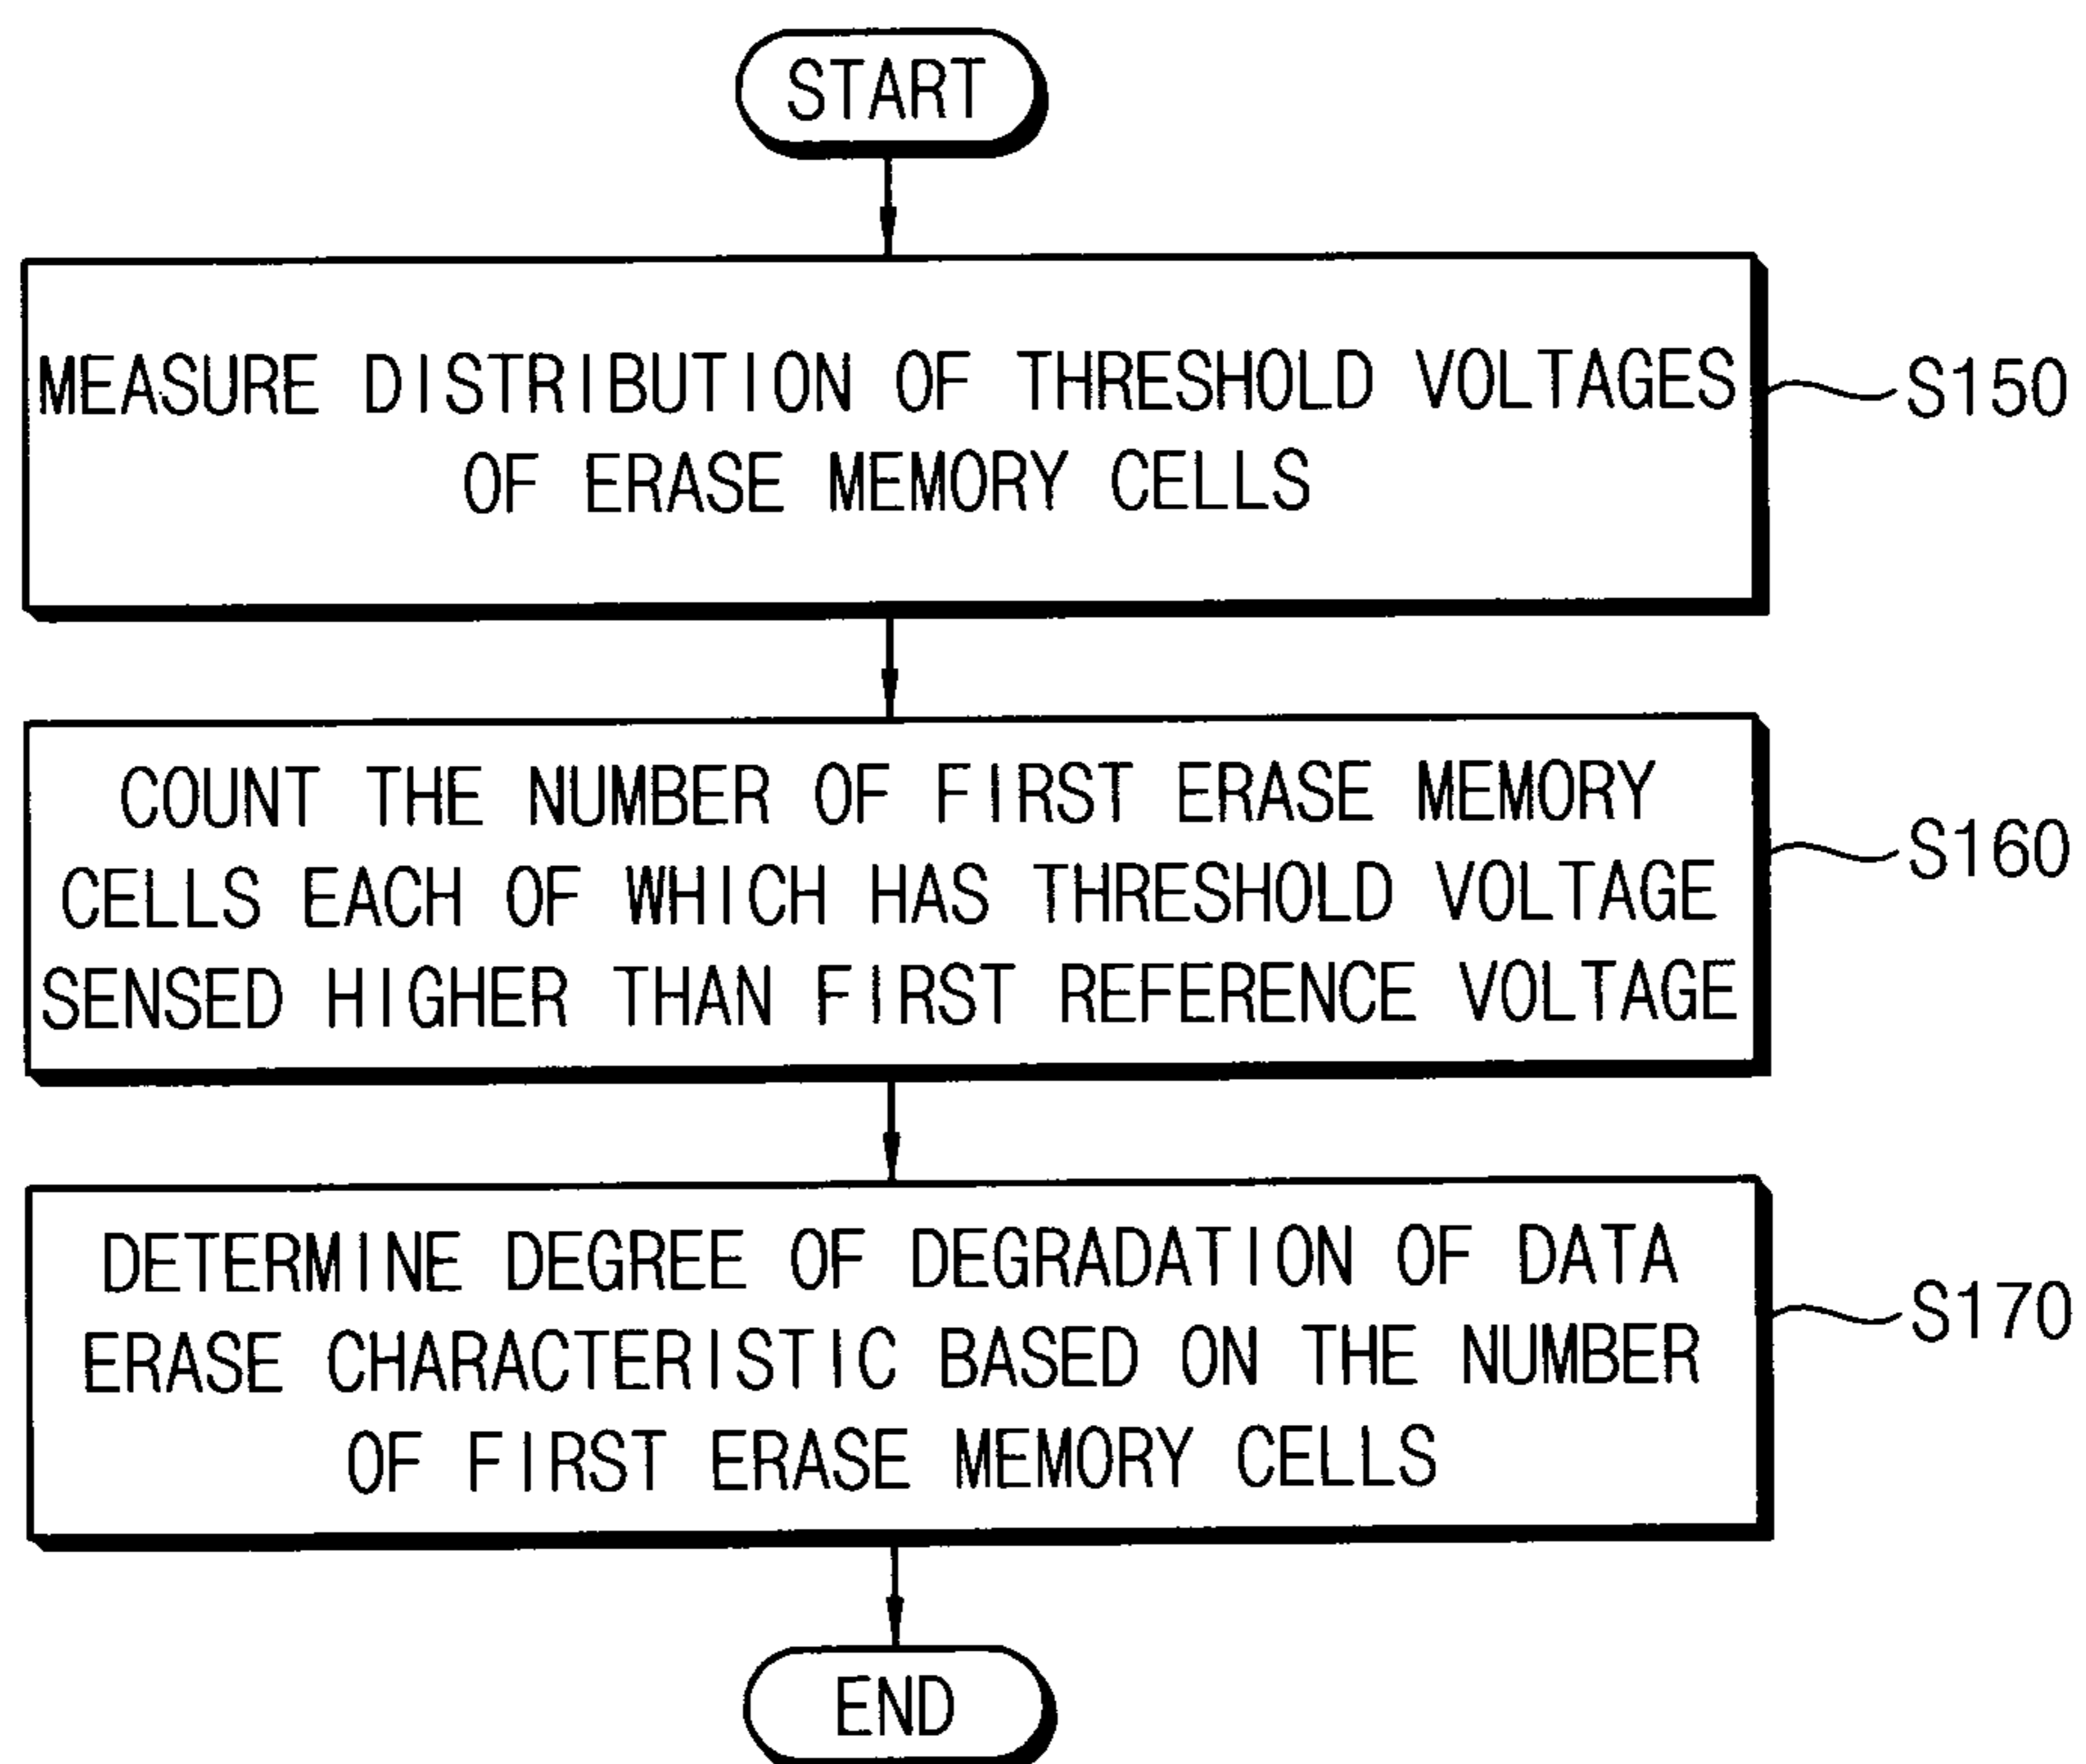 START
MEASURE DISTRIBUTION OF THRESHOLD VOLTAGES
OF ERASE MEMORY CELLS
S150
COUNT THE NUMBER OF FIRST ERASE MEMORY
CELLS EACH OF WHICH HAS THRESHOLD VOLTAGE
SENSED HIGHER THAN FIRST REFERENCE VOLTAGE
S160
DETERMINE DEGREE OF DEGRADATION OF DATA
ERASE CHARACTERISTIC BASED ON THE NUMBER
OF FIRST ERASE MEMORY CELLS
S170
END